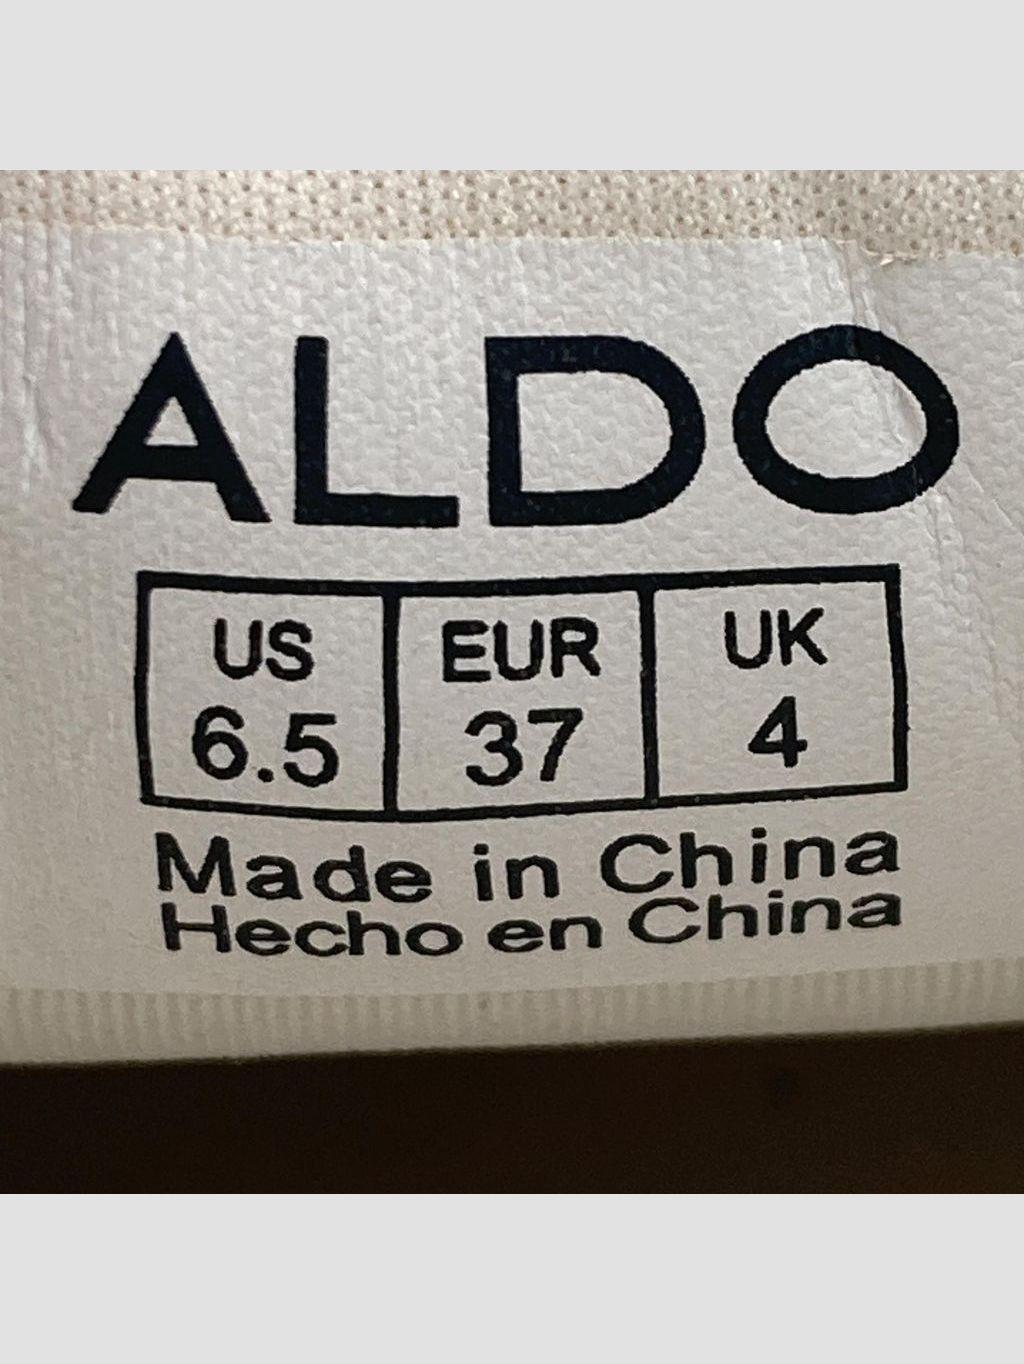 ALDO
US EUR UK
6.5 37 4
Made in China
Hecho en China